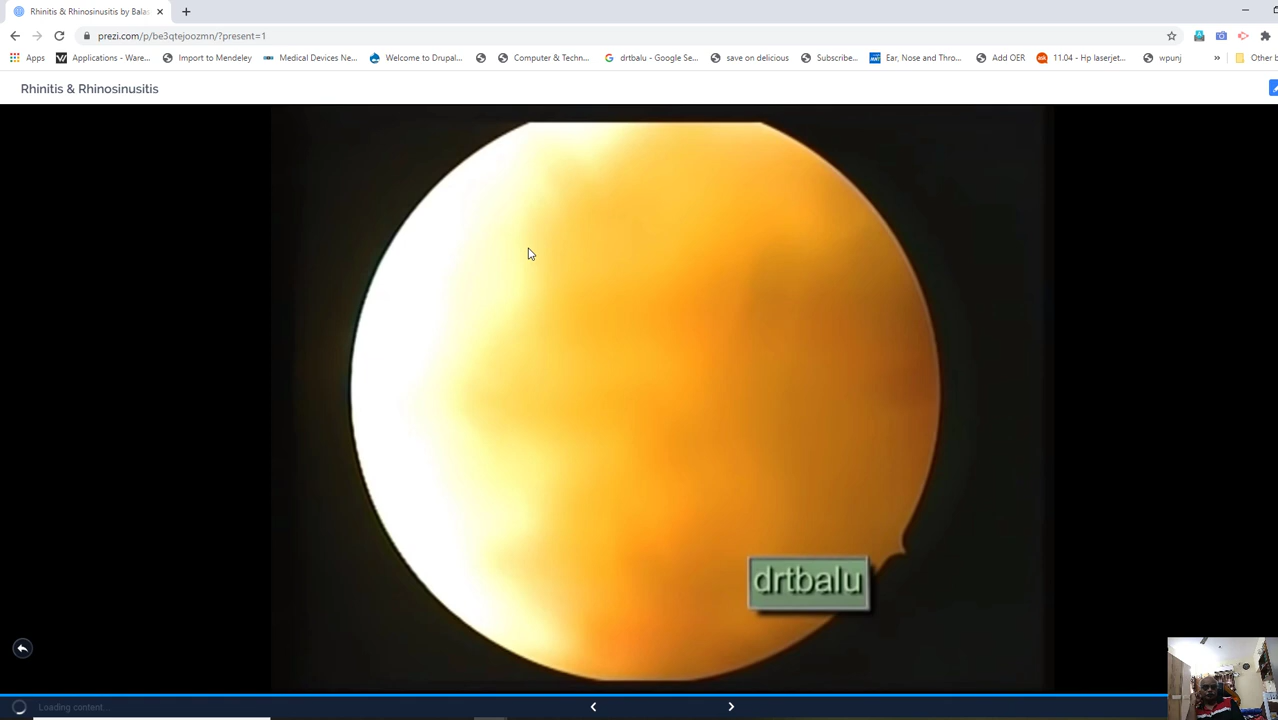 Rhinitis & Rhinosinusitis by Balas
prezi.com/p/be3qtejoozmn/?present=1
Apps
Applications - Ware...
Import to Mendeley
Medical Devices Ne...
Welcome to Drupal...
Computer & Techn...
drtbalu - Google Se...
save on delicious
Subscribe...
Ear, Nose and Thro...
Add OER
11.04 - Hp laserjet...
wpunj
»
Other b
Rhinitis & Rhinosinusitis
drtbalu
Loading content...